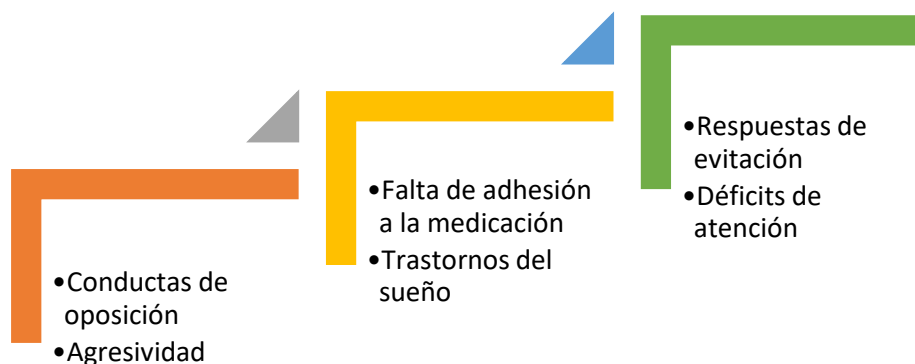 •Conductas de
oposición
•Agresividad
•Falta de adhesión
a la medicación
•Trastornos del
sueño
•Respuestas de
evitación
•Déficits de
atención